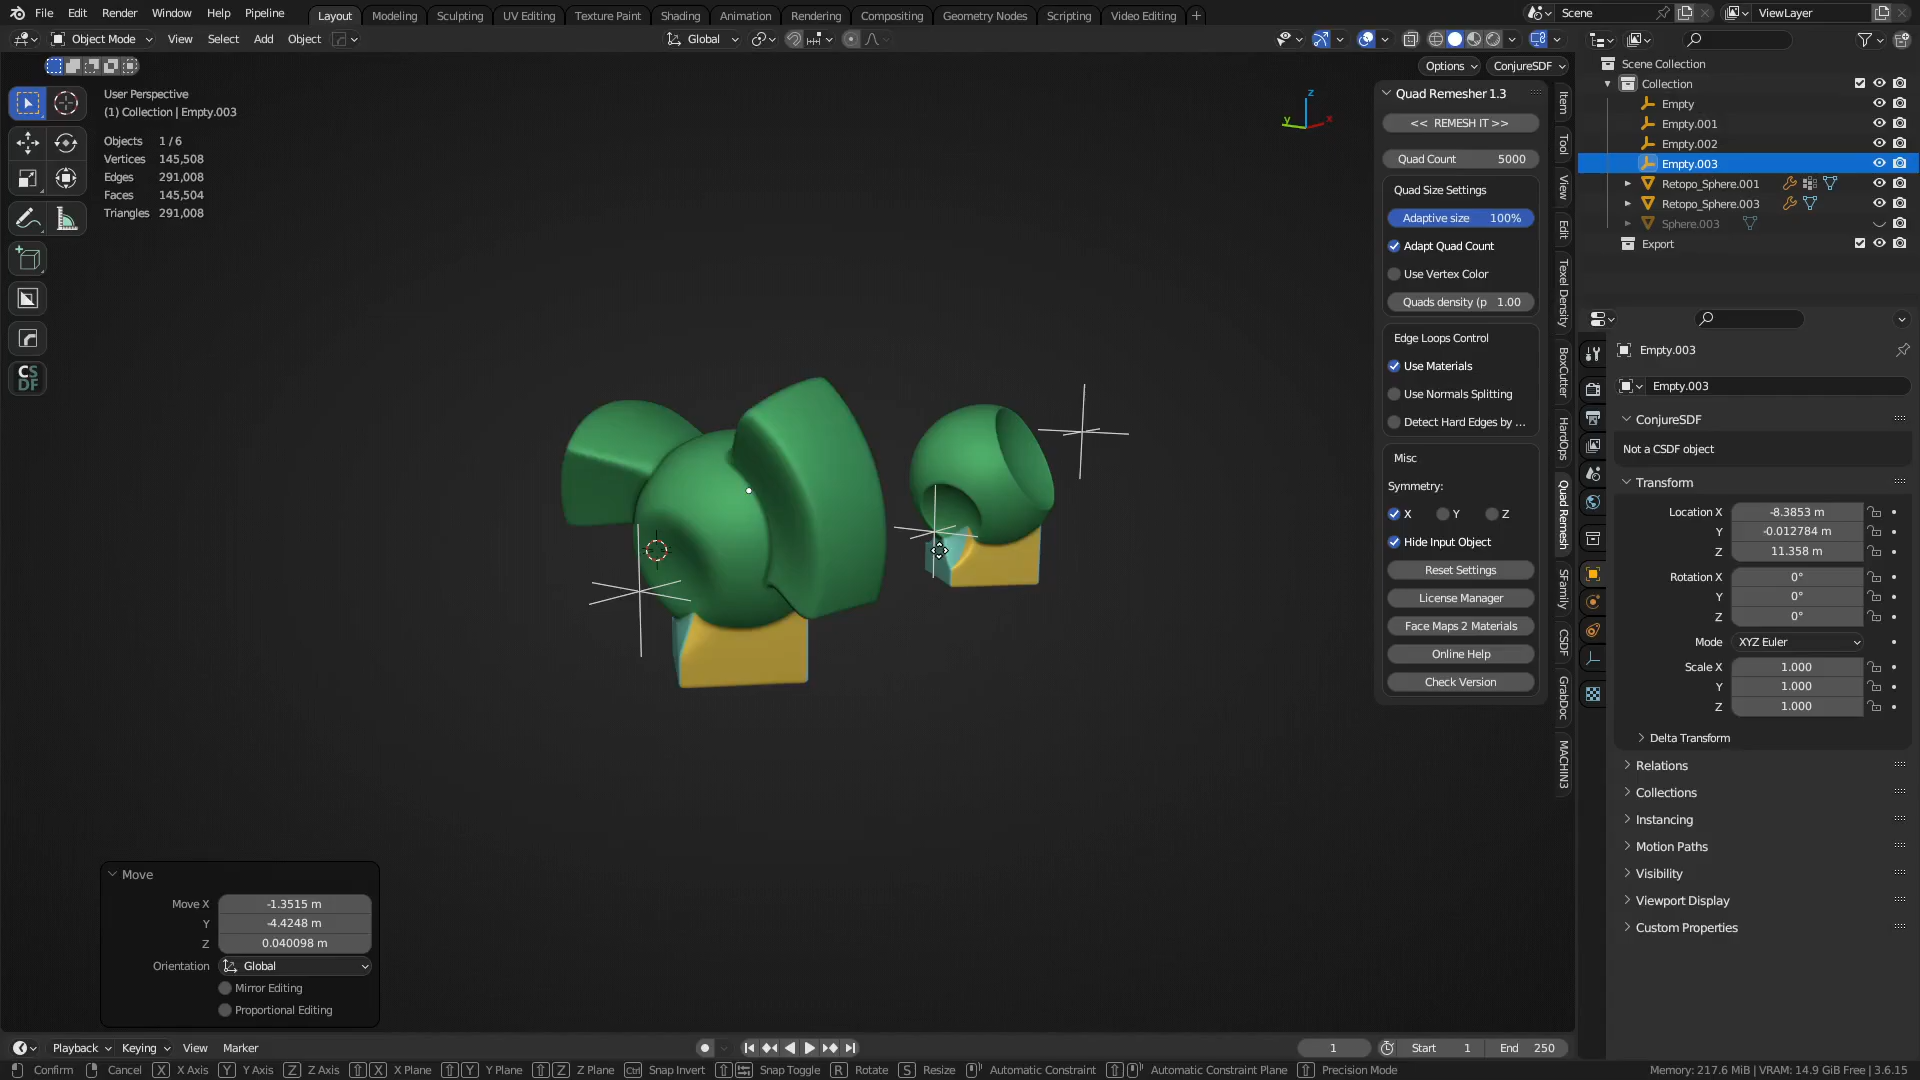 File Edit Render Window Help Pipeline
Layout Modeling Sculpting UV Editing Texture Paint Shading Animation Rendering Compositing Geometry Nodes Scripting Video Editing +
Scene ViewLayer
Object Mode View Select Add Object Global
Options ConjureSDF
User Perspective
(1) Collection | Empty.003
Objects 1 / 6
Vertices 145,508
Edges 291,008
Faces 145,504
Triangles 291,008
CS
DF
Z
Y
X
Quad Remesher 1.3
<< REMESH IT >>
Quad Count 5000
Quad Size Settings
Adaptive size 100%
Adapt Quad Count
Use Vertex Color
Quads density (p 1.00
Edge Loops Control
Use Materials
Use Normals Splitting
Detect Hard Edges by ...
Misc
Symmetry:
X Y Z
Hide Input Object
Reset Settings
License Manager
Face Maps 2 Materials
Online Help
Check Version
Item
Tool
View
Edit
Texel Density
BoxCutter
HardOps
Quad Remesh
SFamily
CSDF
GrabDoc
MACHIN3
Scene Collection
Collection
Empty
Empty.001
Empty.002
Empty.003
Retopo_Sphere.001
Retopo_Sphere.003
Sphere.003
Export
Empty.003
Empty.003
ConjureSDF
Not a CSDF object
Transform
Location X -8.3853 m
Y -0.012784 m
Z 11.358 m
Rotation X 0°
Y 0°
Z 0°
Mode XYZ Euler
Scale X 1.000
Y 1.000
Z 1.000
Delta Transform
Relations
Collections
Instancing
Motion Paths
Visibility
Viewport Display
Custom Properties
Move
Move X -1.3515 m
Y -4.4248 m
Z 0.040098 m
Orientation Global
Mirror Editing
Proportional Editing
Playback Keying View Marker 1 Start 1 End 250
Confirm Cancel X X Axis Y Y Axis Z Z Axis X X Plane Y Y Plane Z Z Plane Ctrl Snap Invert Snap Toggle R Rotate S Resize Automatic Constraint Automatic Constraint Plane Precision Mode Memory: 217.6 MiB | VRAM: 14.9 GiB Free | 3.6.15